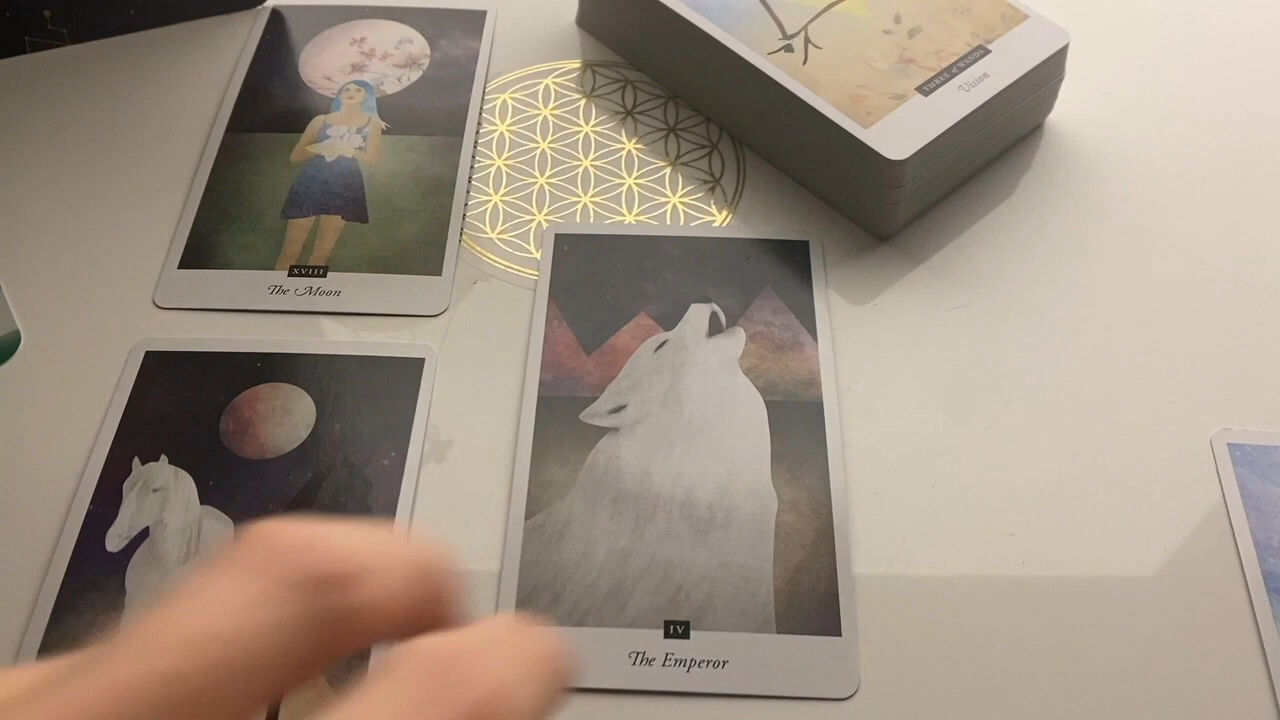 THREE of WANDS
Vision
XVIII
The Moon
IV
The Emperor